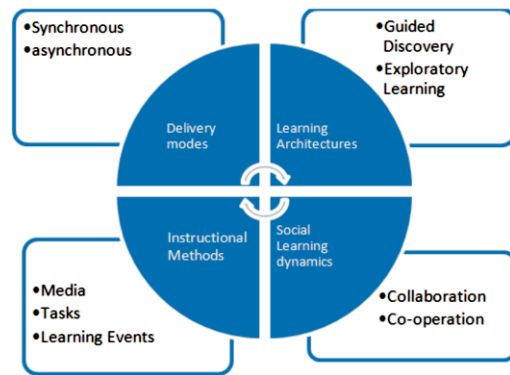 •Synchronous
•asynchronous
•Guided
Discovery
•Exploratory
Learning
Delivery
modes
Learning
Architectures
Instructional
Methods
Social
Learning
dynamics
•Media
•Tasks
•Learning Events
•Collaboration
•Co-operation